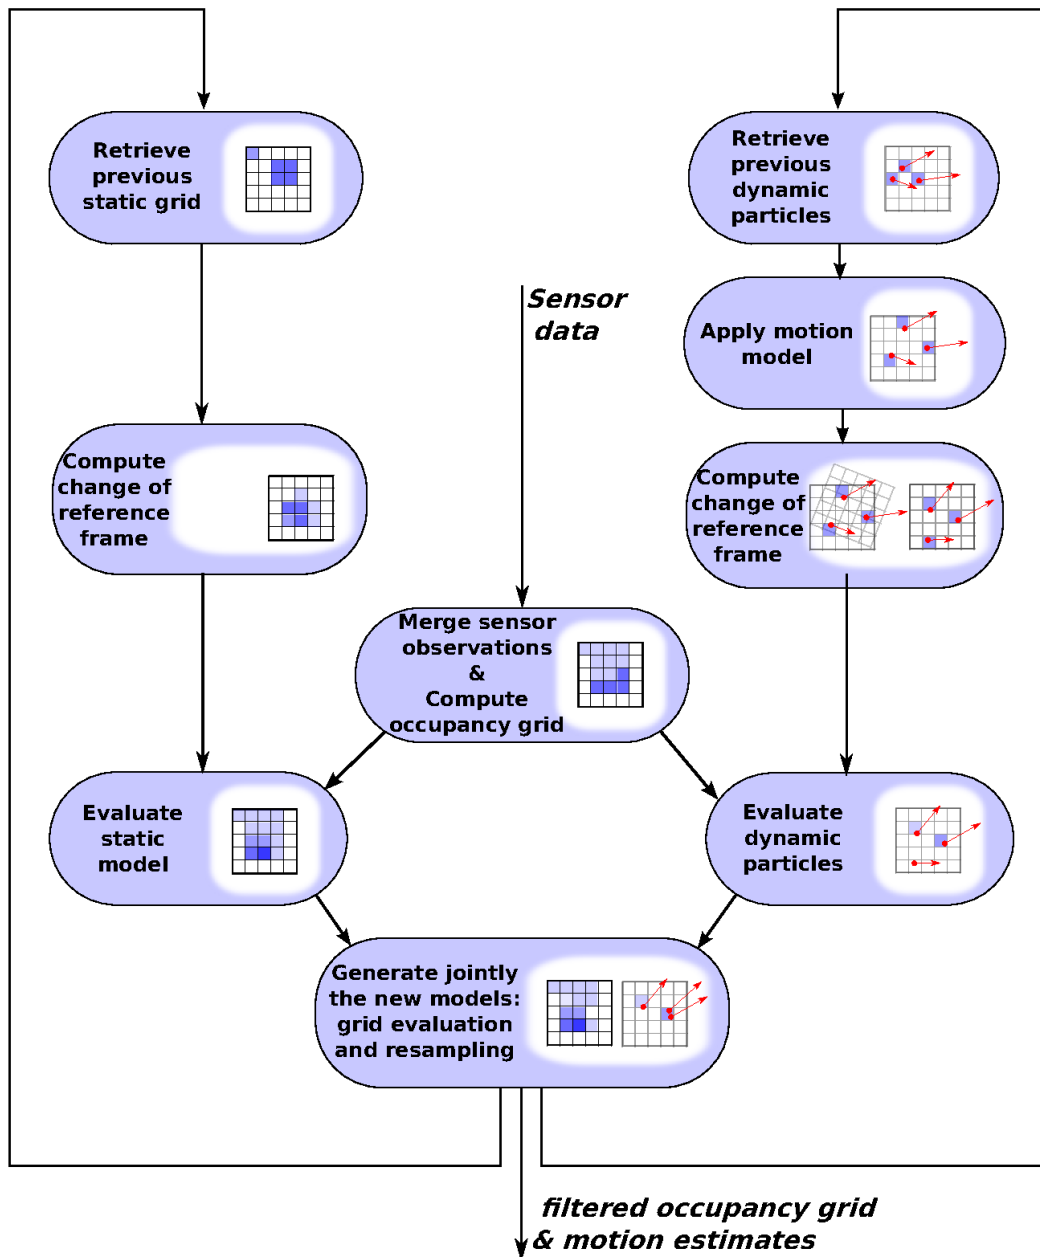 Retrieve
previous
static grid
Retrieve
previous
dynamic
particles
Sensor
data
Apply motion
model
Compute
change of
reference
frame
Compute
change of
reference
frame
Merge sensor
observations
&
Compute
occupancy grid
Evaluate
static
model
Evaluate
dynamic
particles
Generate jointly
the new models:
grid evaluation
and resampling
filtered occupancy grid
& motion estimates